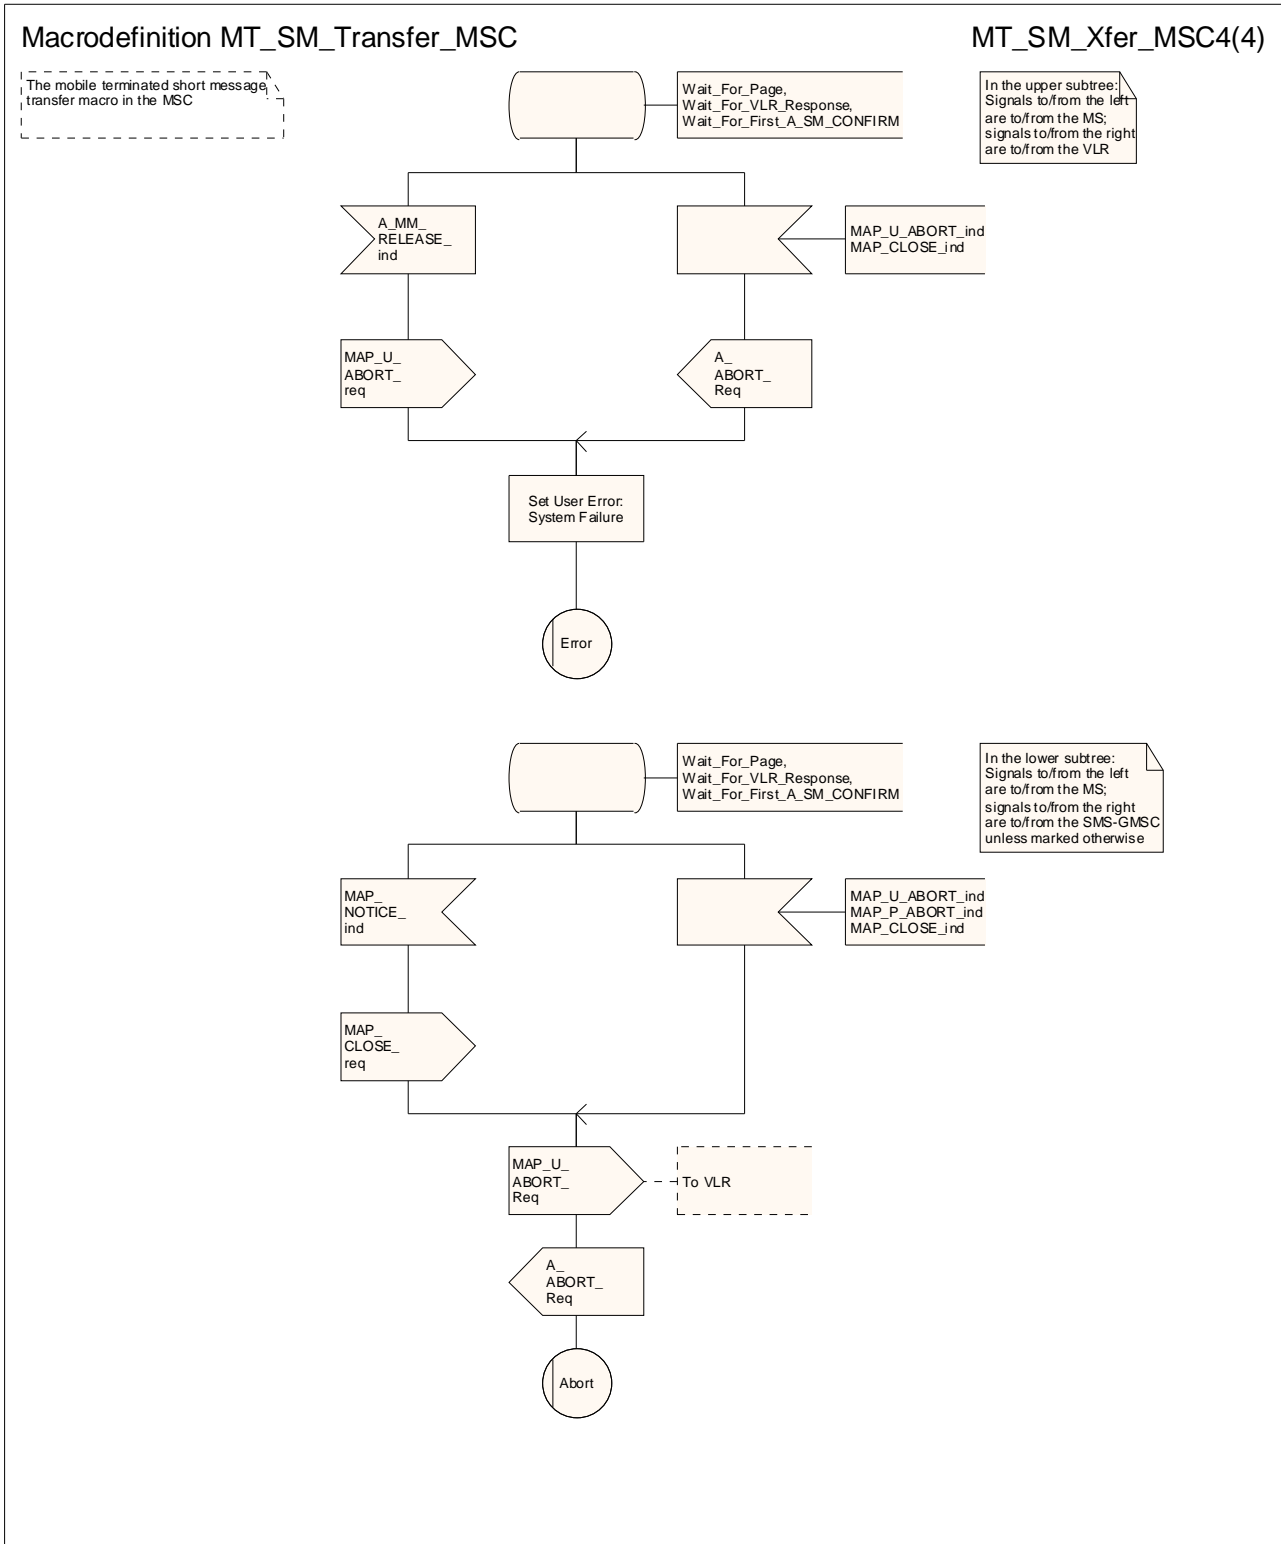 Macrodefinition MT_SM_Transfer_MSC
MT_SM_Xfer_MSC4(4)
The mobile terminated short message
transfer macro in the MSC
Wait_For_Page,
Wait_For_VLR_Response,
Wait_For_First_A_SM_CONFIRM
In the upper subtree:
Signals to/from the left
are to/from the MS;
signals to/from the right
are to/from the VLR
A_MM_
RELEASE_
ind
MAP_U_ABORT_ind
MAP_CLOSE_ind
MAP_U_
ABORT_
req
A_
ABORT_
Req
Set User Error:
System Failure
Error
Wait_For_Page,
Wait_For_VLR_Response,
Wait_For_First_A_SM_CONFIRM
In the lower subtree:
Signals to/from the left
are to/from the MS;
signals to/from the right
are to/from the SMS-GMSC
unless marked otherwise
MAP_
NOTICE_
ind
MAP_U_ABORT_ind
MAP_P_ABORT_ind
MAP_CLOSE_ind
MAP_
CLOSE_
req
MAP_U_
ABORT_
Req
To VLR
A_
ABORT_
Req
Abort